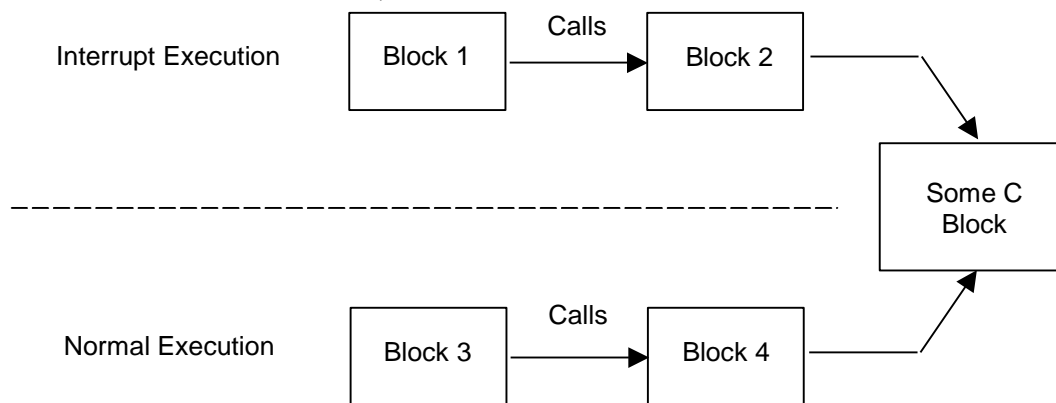 Calls
Interrupt Execution
Block 1
Block 2
Some C
Block
Calls
Normal Execution
Block 3
Block 4